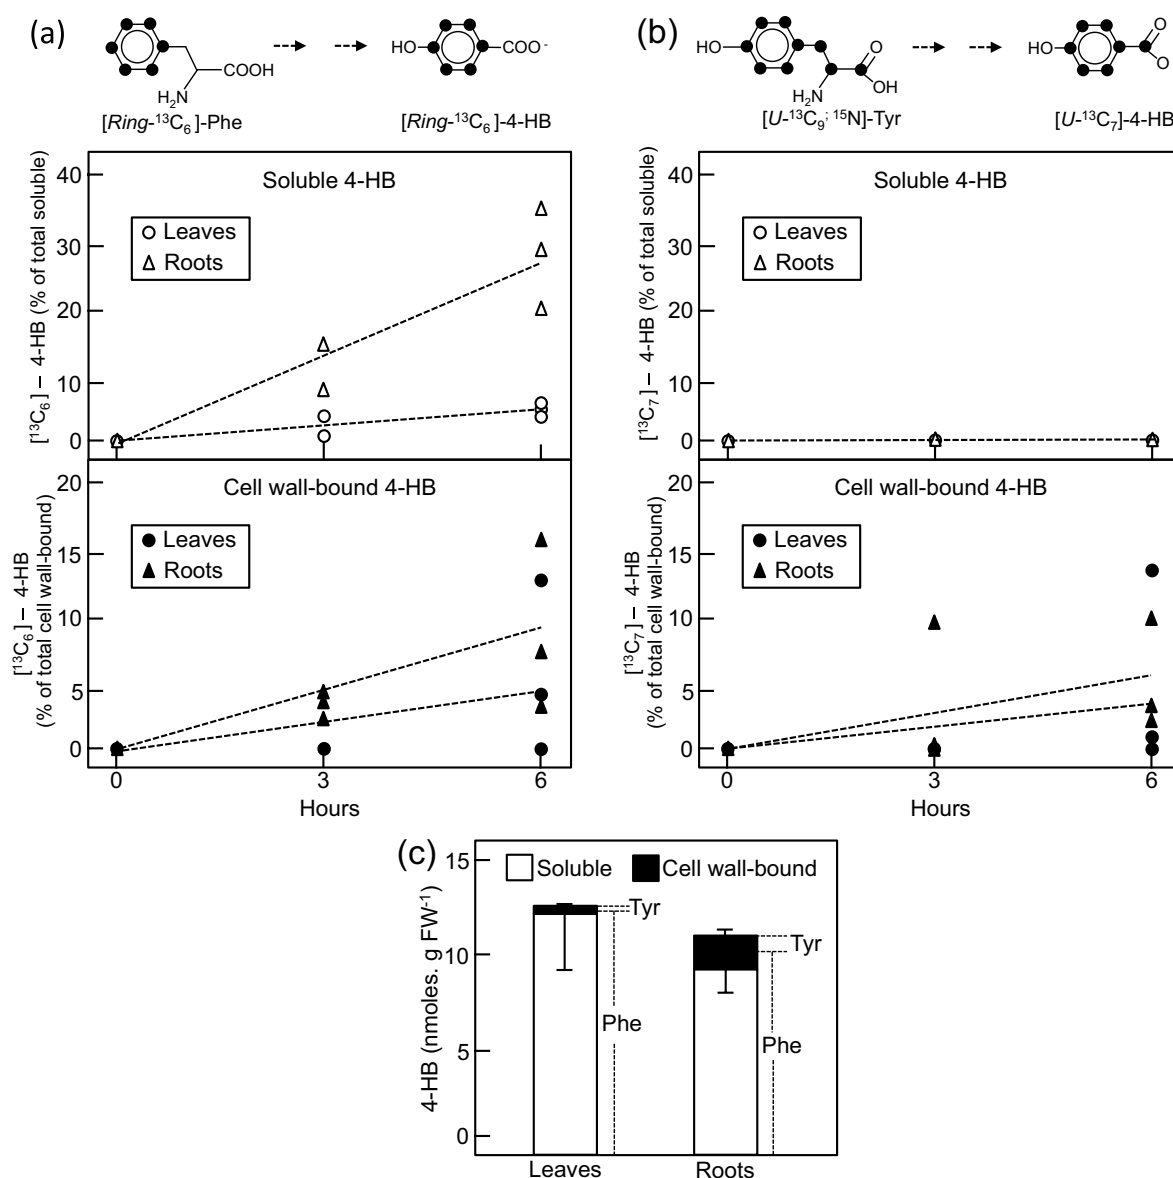 (a)
HO
COO-
COOH
H2N
[Ring-13C6]-Phe
[Ring-13C6]-4-HB
[13C6] – 4-HB (% of total soluble)
40
30
20
10
0
Soluble 4-HB
Leaves
Roots
[13C6] – 4-HB
(% of total cell wall-bound)
20
15
10
5
0
Cell wall-bound 4-HB
Leaves
Roots
0 3 6
Hours
(b)
HO
O
OH
H2N
HO
O
O
[U-13C9; 15N]-Tyr
[U-13C7]-4-HB
[13C7] – 4-HB (% of total soluble)
40
30
20
10
0
Soluble 4-HB
Leaves
Roots
[13C7] – 4-HB
(% of total cell wall-bound)
20
15
10
5
0
Cell wall-bound 4-HB
Leaves
Roots
0 3 6
Hours
(c)
4-HB (nmoles. g FW-1)
15
10
5
0
Soluble Cell wall-bound
Tyr
Phe
Tyr
Phe
Leaves Roots